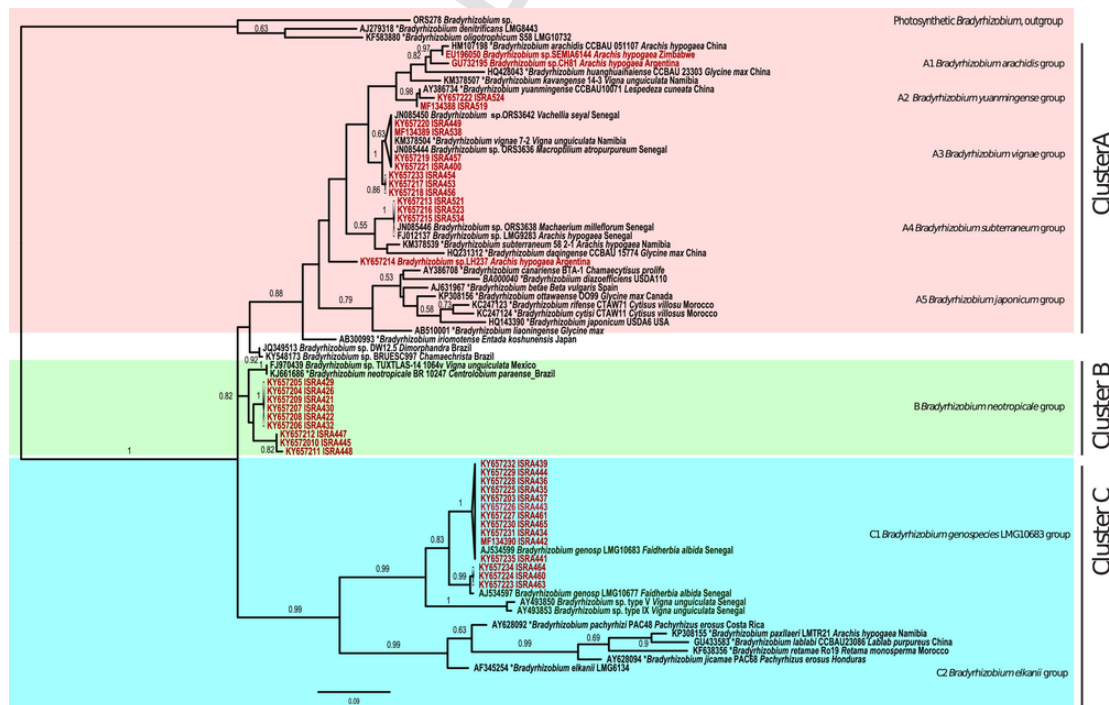 ORS278 Bradyrhizobium sp.
AJ279318 *Bradyrhizobiium denitrificans LMG8443
KF583880 *Bradyrhizobium oligotrophicum S58 LMG10732
Photosynthetic Bradyrhizobium, outgroup
0.63
HM107198 *Bradyrhizobium arachidis CCBAU 051107 Arachis hypogaea China
EU196050 Bradyrhizobium sp.SEMIA6144 Arachis hypogaea Zimbabwe
GU732195 Bradyrhizobium sp.CH81 Arachis hypogaea Argentina
A1 Bradyrhizobium arachidis group
0.97
0.82
HQ428043 *Bradyrhizobium huanghuaihaiense CCBAU 23303 Glycine max China
KM378507 *Bradyrhizobium kavangense 14-3 Vigna unguiculata Namibia
AY386734 *Bradyrhizobium yuanmingense CCBAU10071 Lespedeza cuneata China
KY657222 ISRA524
MF134388 ISRA519
0.98
A2 Bradyrhizobium yuanmingense group
JN085450 Bradyrhizobium sp.ORS3642 Vachellia seyal Senegal
KY657220 ISRA449
MF134389 ISRA538
KM378504 *Bradyrhizobium vignae 7-2 Vigna unguiculata Namibia
JN085444 Bradyrhizobium sp. ORS3636 Macroptilium atropurpureum Senegal
KY657219 ISRA457
KY657221 ISRA400
KY657233 ISRA454
KY657217 ISRA453
KY657218 ISRA456
0.63
1
0.86
A3 Bradyrhizobium vignae group
KY657213 ISRA521
KY657216 ISRA523
KY657215 ISRA534
JN085446 Bradyrhizobium sp. ORS3638 Machaerium milleflorum Senegal
FJ012137 Bradyrhizobium sp. LMG9283 Arachis hypogaea Senegal
KM378539 *Bradyrhizobium subterraneum 58 2-1 Arachis hypogaea Namibia
HQ231312 *Bradyrhizobium daqingense CCBAU 15774 Glycine max China
1
0.55
A4 Bradyrhizobium subterraneum group
KY657214 Bradyrhizobium sp.LH237 Arachis hypogaea Argentina
AY386708 *Bradyrhizobium canariense BTA-1 Chamaecytisus prolife
BA000040 *Bradyrhizobiium diazoefficiens USDA110
AJ631967 *Bradyrhizobium betae Beta vulgaris Spain
KP308156 *Bradyrhizobium ottawaense OO99 Glycine max Canada
KC247123 *Bradyrhizobium rifense CTAW71 Cytisus villosu Morocco
KC247124 *Bradyrhizobium cytisi CTAW11 Cytisus villosu Morocco
HQ143390 *Bradyrhizobium japonicum USDA6 USA
AB510001 *Bradyrhizobium liaoningense Glycine max
0.53
0.73
0.58
0.79
0.88
A5 Bradyrhizobium japonicum group
ClusterA
AB300993 *Bradyrhizobium iriomotense Entada koshunensis Japan
JQ349513 Bradyrhizobium sp. DW12.5 Dimorphandra Brazil
KY548173 Bradyrhizobium sp. BRUESC997 Chamaechrista Brazil
FJ970439 Bradyrhizobium sp. TUXTLAS-14 1064v Vigna unguiculata Mexico
KJ661686 *Bradyrhizobium neotropicale BR 10247 Centrolobium paraense_Brazil
0.92
1
KY657205 ISRA429
KY657204 ISRA426
KY657209 ISRA421
KY657207 ISRA430
KY657208 ISRA422
KY657206 ISRA432
KY657212 ISRA447
KY6572010 ISRA445
KY657211 ISRA448
1
0.82
0.82
B Bradyrhizobium neotropicale group
Cluster B
1
KY657232 ISRA439
KY657229 ISRA444
KY657228 ISRA436
KY657225 ISRA435
KY657203 ISRA437
KY657226 ISRA443
KY657227 ISRA461
KY657230 ISRA465
KY657231 ISRA434
MF134390 ISRA442
AJ534599 Bradyrhizobium genosp LMG10683 Faidherbia albida Senegal
KY657235 ISRA441
KY657234 ISRA464
KY657224 ISRA460
KY657223 ISRA463
AJ534597 Bradyrhizobium genosp LMG10677 Faidherbia albida Senegal
AY493850 Bradyrhizobium sp. type V Vigna unguiculata Senegal
AY493853 Bradyrhizobium sp. type IX Vigna unguiculata Senegal
1
0.83
0.99
0.99
1
C1 Bradyrhizobium genospecies LMG10683 group
0.99
AY628092 *Bradyrhizobium pachyrhizi PAC48 Pachyrizus erosus Costa Rica
KP308155 *Bradyrhizobium paxllaeri LMTR21 Arachis hypogaea Namibia
GU433583 *Bradyrhizobium lablabi CCBAU23086 Lablab purpureus China
KF638356 *Bradyrhizobium retamae Ro19 Retama monosperma Morocco
AY628094 *Bradyrhizobium jicamae PAC68 Pachyrhizus erosus Honduras
AF345254 *Bradyrhizobium elkanii LMG6134
0.63
0.69
0.9
0.99
C2 Bradyrhizobium elkanii group
Cluster C
0.09